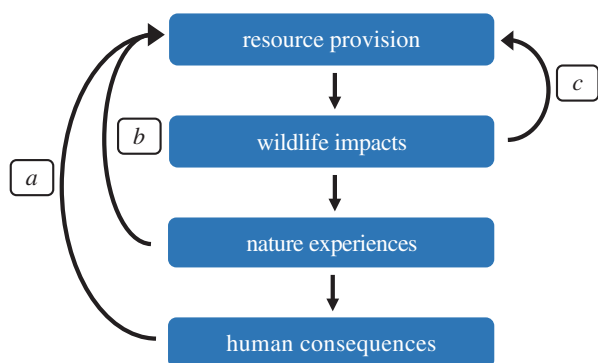 resource provision
c
b
wildlife impacts
a
nature experiences
human consequences